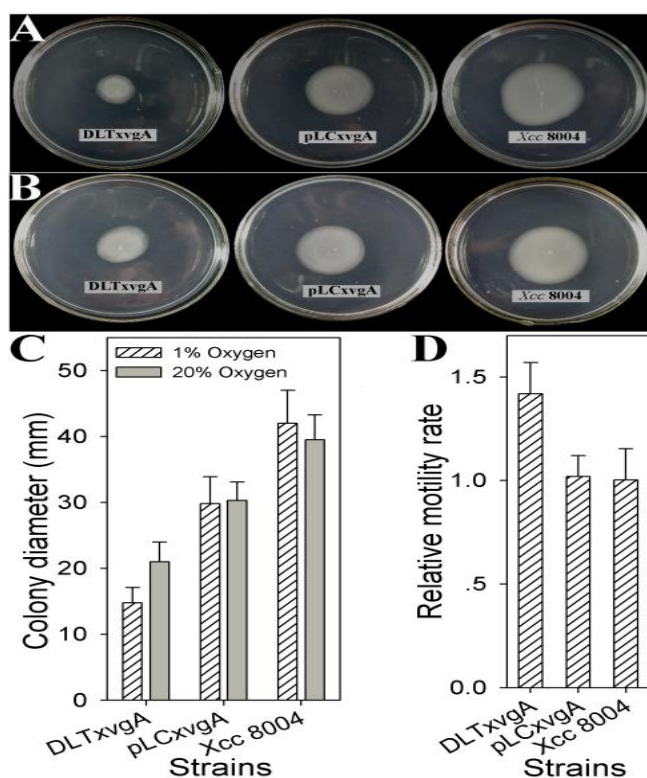 A
DLTxvgA
pLCxvgA
Xcc 8004
B
DLTxvgA
pLCxvgA
Xcc 8004
C
1% Oxygen
20% Oxygen
Colony diameter (mm)
50
40
30
20
10
0
DLTxvgA
pLCxvgA
Xcc 8004
Strains
D
Relative motility rate
1.5
1.0
.5
0.0
DLTxvgA
pLCxvgA
Xcc 8004
Strains